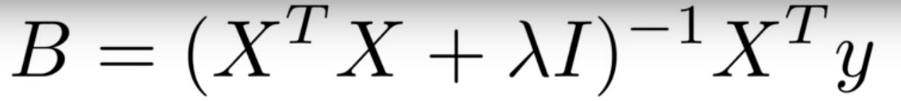 B = (X^T X + λI)^{-1} X^T y